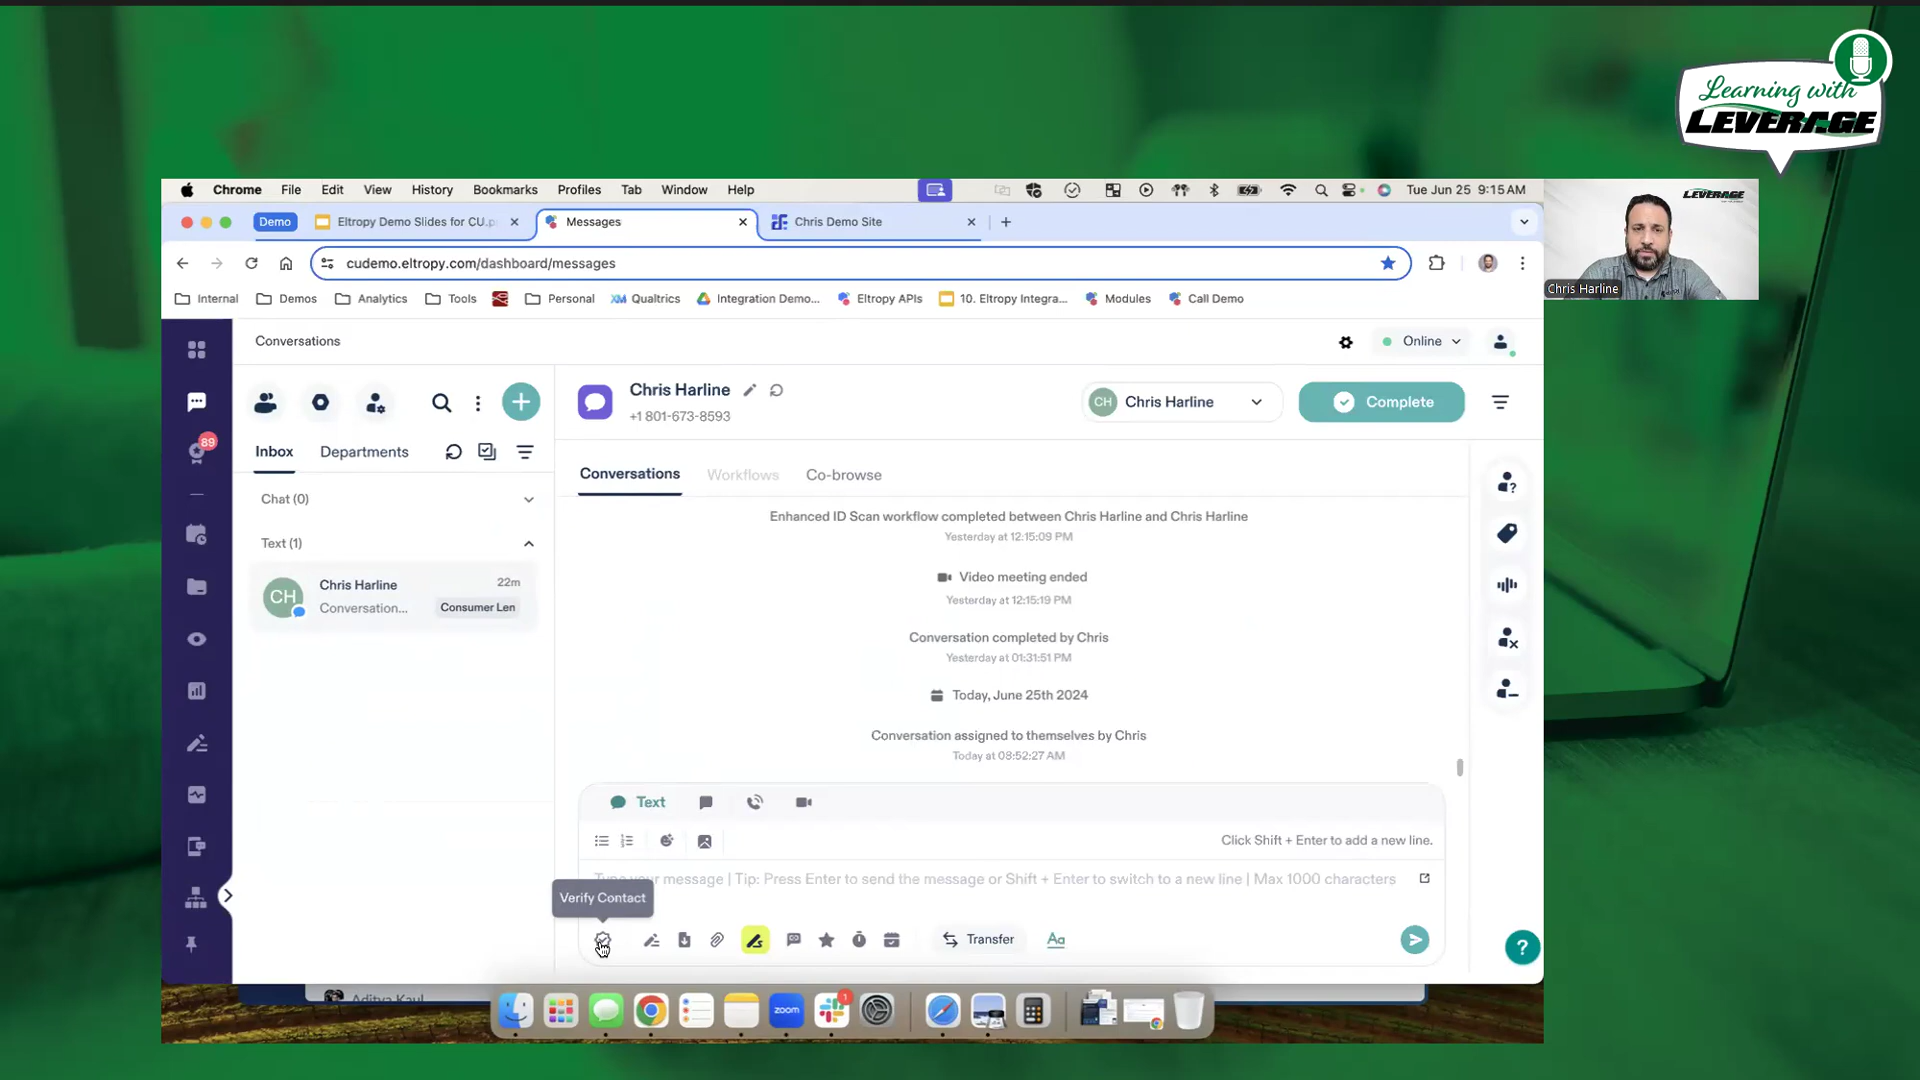 Learning with
LEVERAGE
Chrome File Edit View History Bookmarks Profiles Tab Window Help
Tue Jun 25 9:15 AM
LEVERAGE
Demo
Eltropy Demo Slides for CU.p
Messages
Chris Demo Site
cudemo.eltropy.com/dashboard/messages
Chris Harline
Internal
Demos
Analytics
Tools
Personal
XM Qualtrics
Integration Demo...
Eltropy APIs
10. Eltropy Integra...
Modules
Call Demo
Conversations
Online
Chris Harline
+1 801-673-8593
CH Chris Harline
Complete
89
Inbox
Departments
Conversations
Workflows
Co-browse
Chat (0)
Enhanced ID Scan workflow completed between Chris Harline and Chris Harline
Yesterday at 12:15:09 PM
Text (1)
CH
Chris Harline
22m
Conversation...
Consumer Len
Video meeting ended
Yesterday at 12:15:19 PM
Conversation completed by Chris
Yesterday at 01:31:51 PM
Today, June 25th 2024
Conversation assigned to themselves by Chris
Today at 08:52:27 AM
Text
Click Shift + Enter to add a new line.
Type your message | Tip: Press Enter to send the message or Shift + Enter to switch to a new line | Max 1000 characters
Verify Contact
Transfer
Aa
?
Aditya Kaul
zoom
1